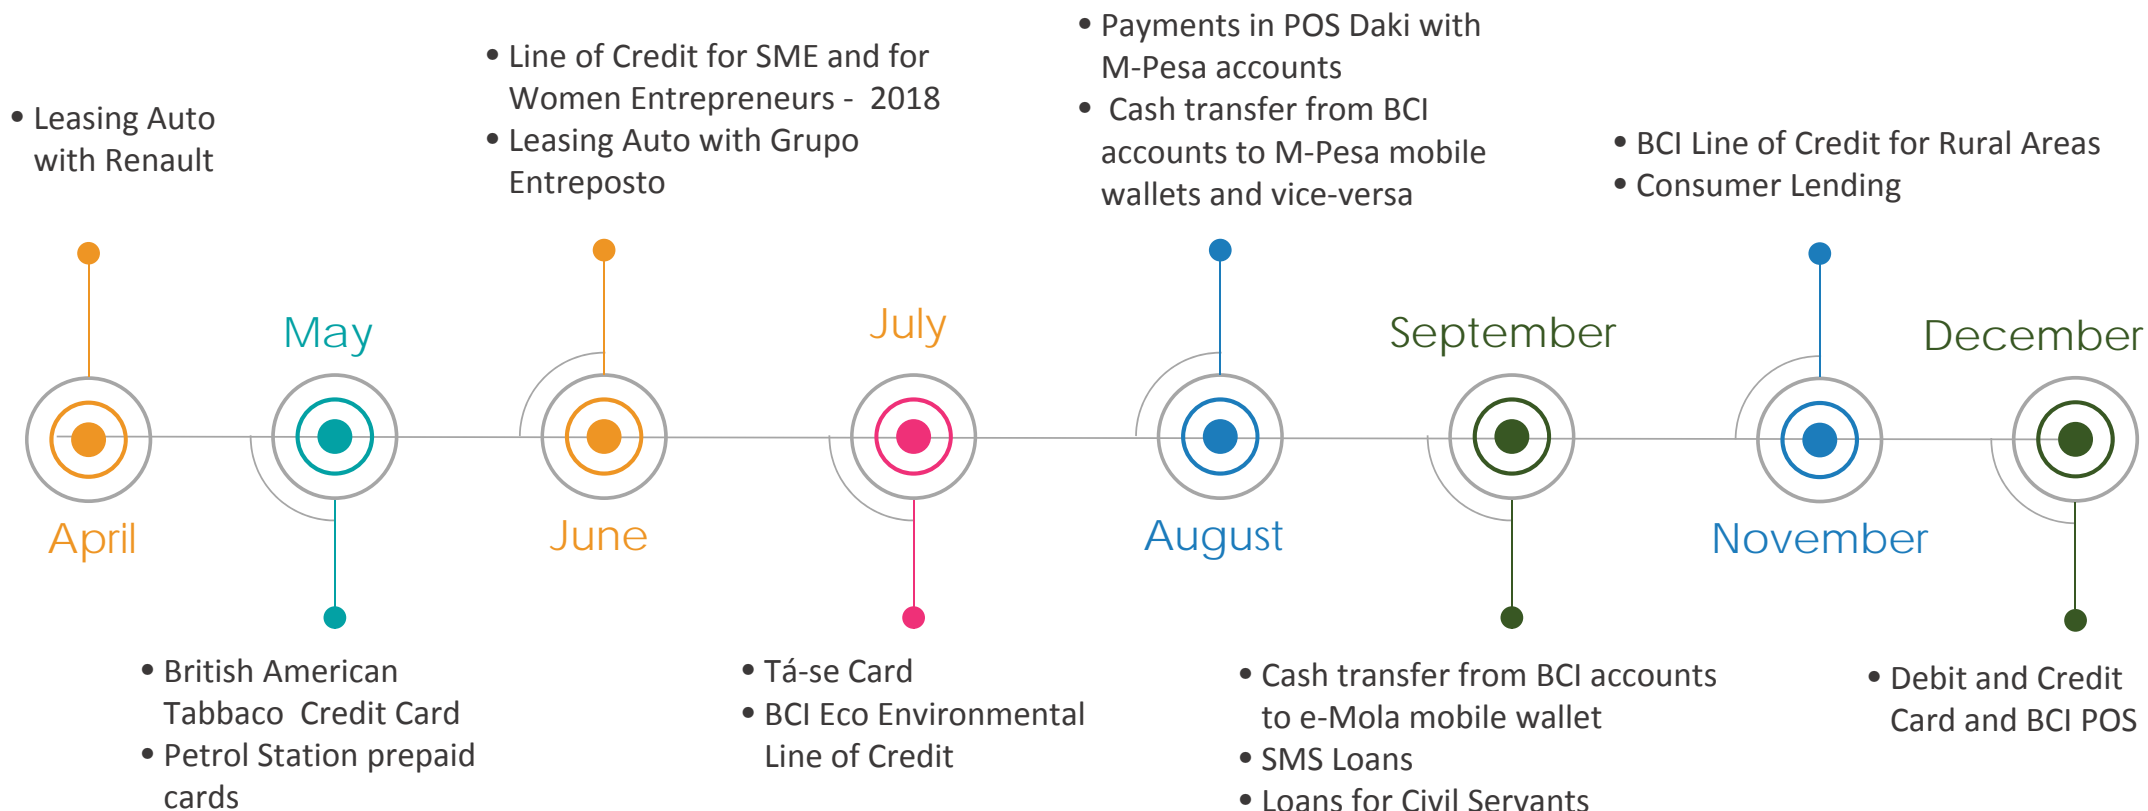 • Leasing Auto
with Renault
April
May
• British American
Tabbaco  Credit Card
• Petrol Station prepaid
cards
• Line of Credit for SME and for
Women Entrepreneurs -  2018
• Leasing Auto with Grupo
Entreposto
June
July
• Tá-se Card
• BCI Eco Environmental
Line of Credit
• Payments in POS Daki with
M-Pesa accounts
• Cash transfer from BCI
accounts to M-Pesa mobile
wallets and vice-versa
August
September
• Cash transfer from BCI accounts
to e-Mola mobile wallet
• SMS Loans
• Loans for Civil Servants
• BCI Line of Credit for Rural Areas
• Consumer Lending
November
December
• Debit and Credit
Card and BCI POS